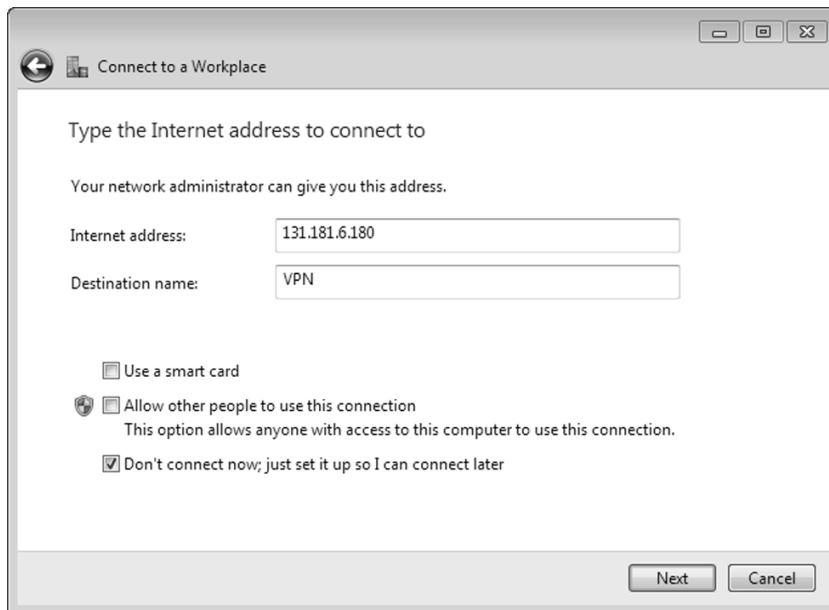 Connect to a Workplace
Type the Internet address to connect to
Your network administrator can give you this address.
Internet address: 131.181.6.180
Destination name: VPN
Use a smart card
Allow other people to use this connection
This option allows anyone with access to this computer to use this connection.
Don't connect now; just set it up so I can connect later
Next Cancel